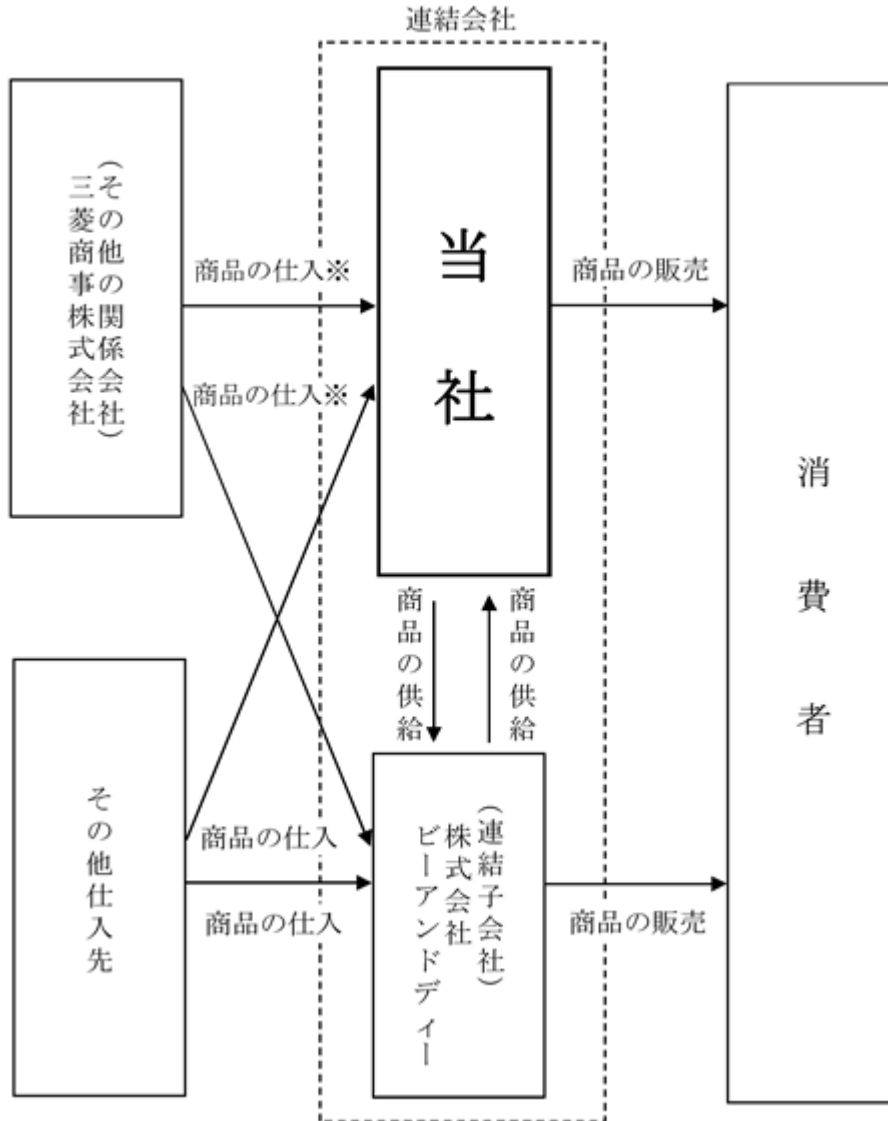 連結会社
(その他の関係会社)
三菱商事株式会社
商品の仕入※
商品の仕入※
当社
商品の販売
消費者
商品の供給
商品の供給
その他仕入先
商品の仕入
商品の仕入
(連結子会社)
株式会社
ビーアンドディー
商品の販売